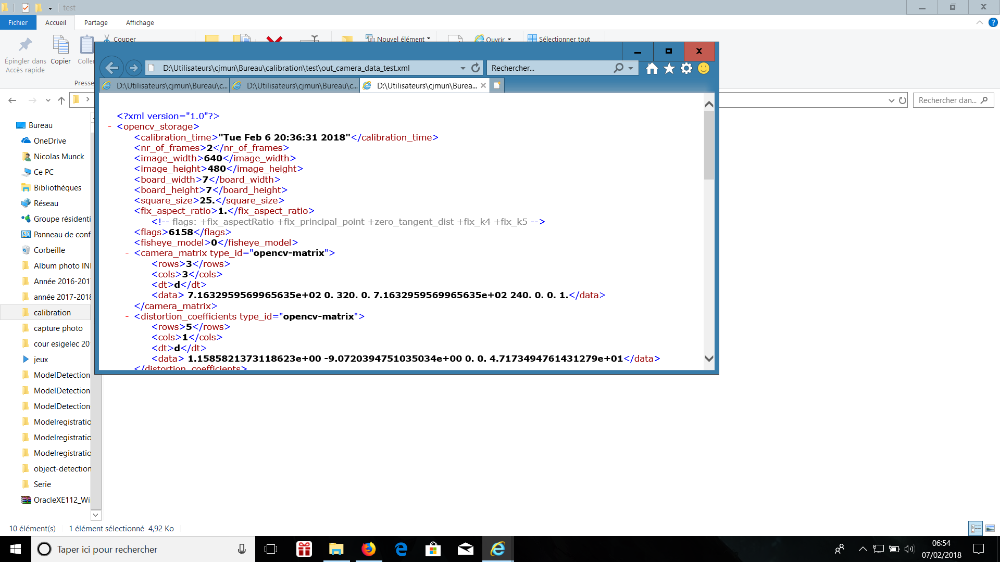 test
Fichier
Accueil
Partage
Affichage
Couper
Nouvel élément
Ouvrir
Sélectionner tout
Épingler dans
Accès rapide
Copier
Coller
Presse
D:\Utilisateurs\cjmun\Bureau\calibration\test\out_camera_data_test.xml
Rechercher...
D:\Utilisateurs\cjmun\Bureau\c...
D:\Utilisateurs\cjmun\Bureau\c...
D:\Utilisateurs\cjmun\Burea...
Rechercher dan...
<?xml version="1.0"?>
- <opencv_storage>
<calibration_time>"Tue Feb 6 20:36:31 2018"</calibration_time>
<nr_of_frames>2</nr_of_frames>
<image_width>640</image_width>
<image_height>480</image_height>
<board_width>7</board_width>
<board_height>7</board_height>
<square_size>25.</square_size>
<fix_aspect_ratio>1.</fix_aspect_ratio>
<!-- flags: +fix_aspectRatio +fix_principal_point +zero_tangent_dist +fix_k4 +fix_k5 -->
<flags>6158</flags>
<fisheye_model>0</fisheye_model>
- <camera_matrix type_id="opencv-matrix">
<rows>3</rows>
<cols>3</cols>
<dt>d</dt>
<data> 7.1632959569965635e+02 0. 320. 0. 7.1632959569965635e+02 240. 0. 0. 1.</data>
</camera_matrix>
- <distortion_coefficients type_id="opencv-matrix">
<rows>5</rows>
<cols>1</cols>
<dt>d</dt>
<data> 1.1585821373118623e+00 -9.0720394751035034e+00 0. 0. 4.7173494761431279e+01</data>
</distortion_coefficients>
Bureau
OneDrive
Nicolas Munck
Ce PC
Bibliothèques
Réseau
Groupe résidenti
Panneau de conf
Corbeille
Album photo IN
Année 2016-201
année 2017-2018
calibration
capture photo
cour esigelec 20
jeux
ModelDetection
ModelDetection
ModelDetection
Modelregistratio
Modelregistratio
Modelregistratio
object-detection
Serie
OracleXE112_Wi
10 élément(s)
1 élément sélectionné 4,92 Ko
Taper ici pour rechercher
06:54
07/02/2018